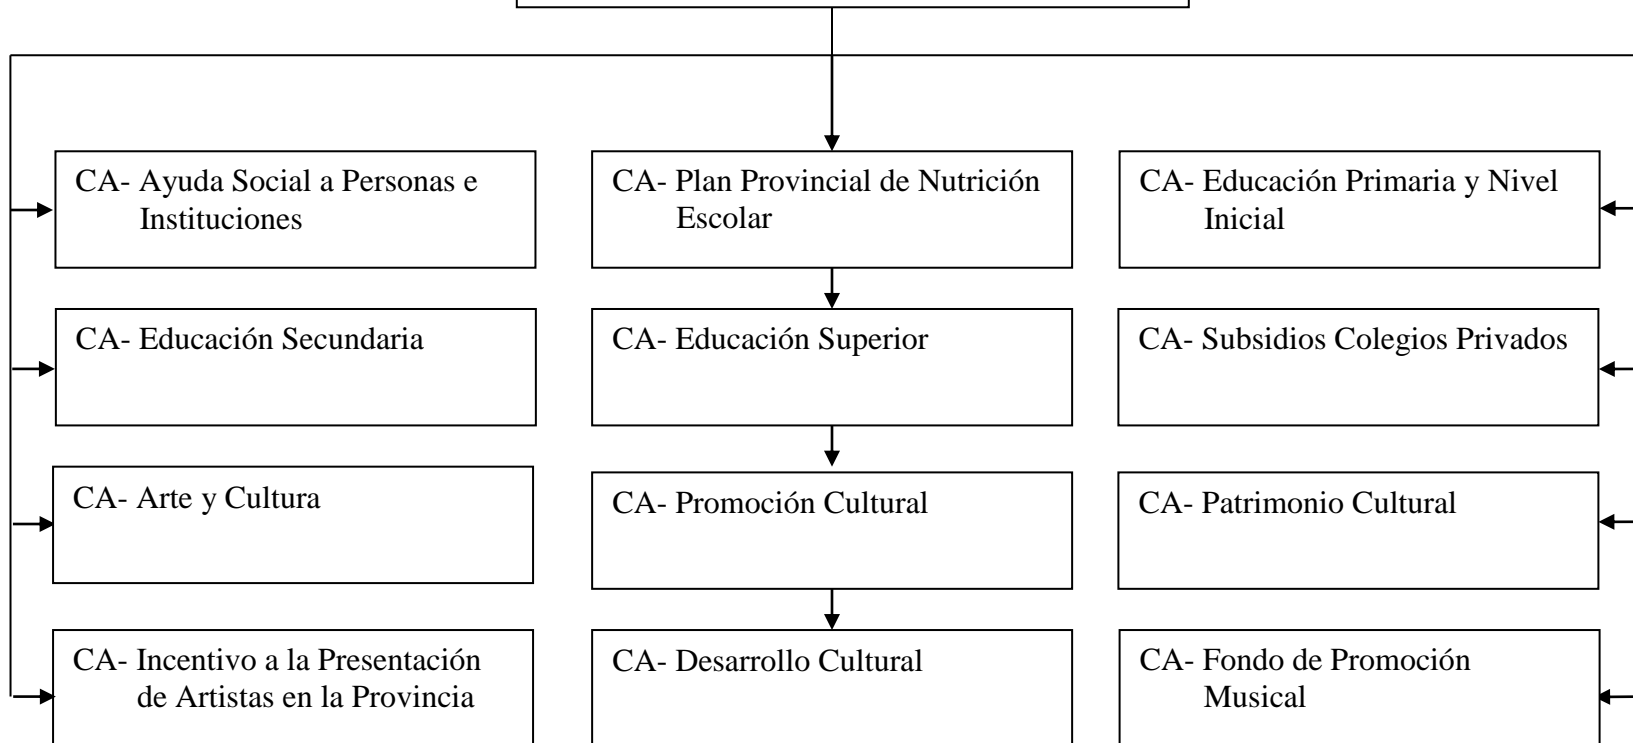 CA- Ayuda Social a Personas e
Instituciones
CA- Plan Provincial de Nutrición
Escolar
CA- Educación Primaria y Nivel
Inicial
CA- Educación Secundaria
CA- Educación Superior
CA- Subsidios Colegios Privados
CA- Arte y Cultura
CA- Promoción Cultural
CA- Patrimonio Cultural
CA- Incentivo a la Presentación
de Artistas en la Provincia
CA- Desarrollo Cultural
CA- Fondo de Promoción
Musical